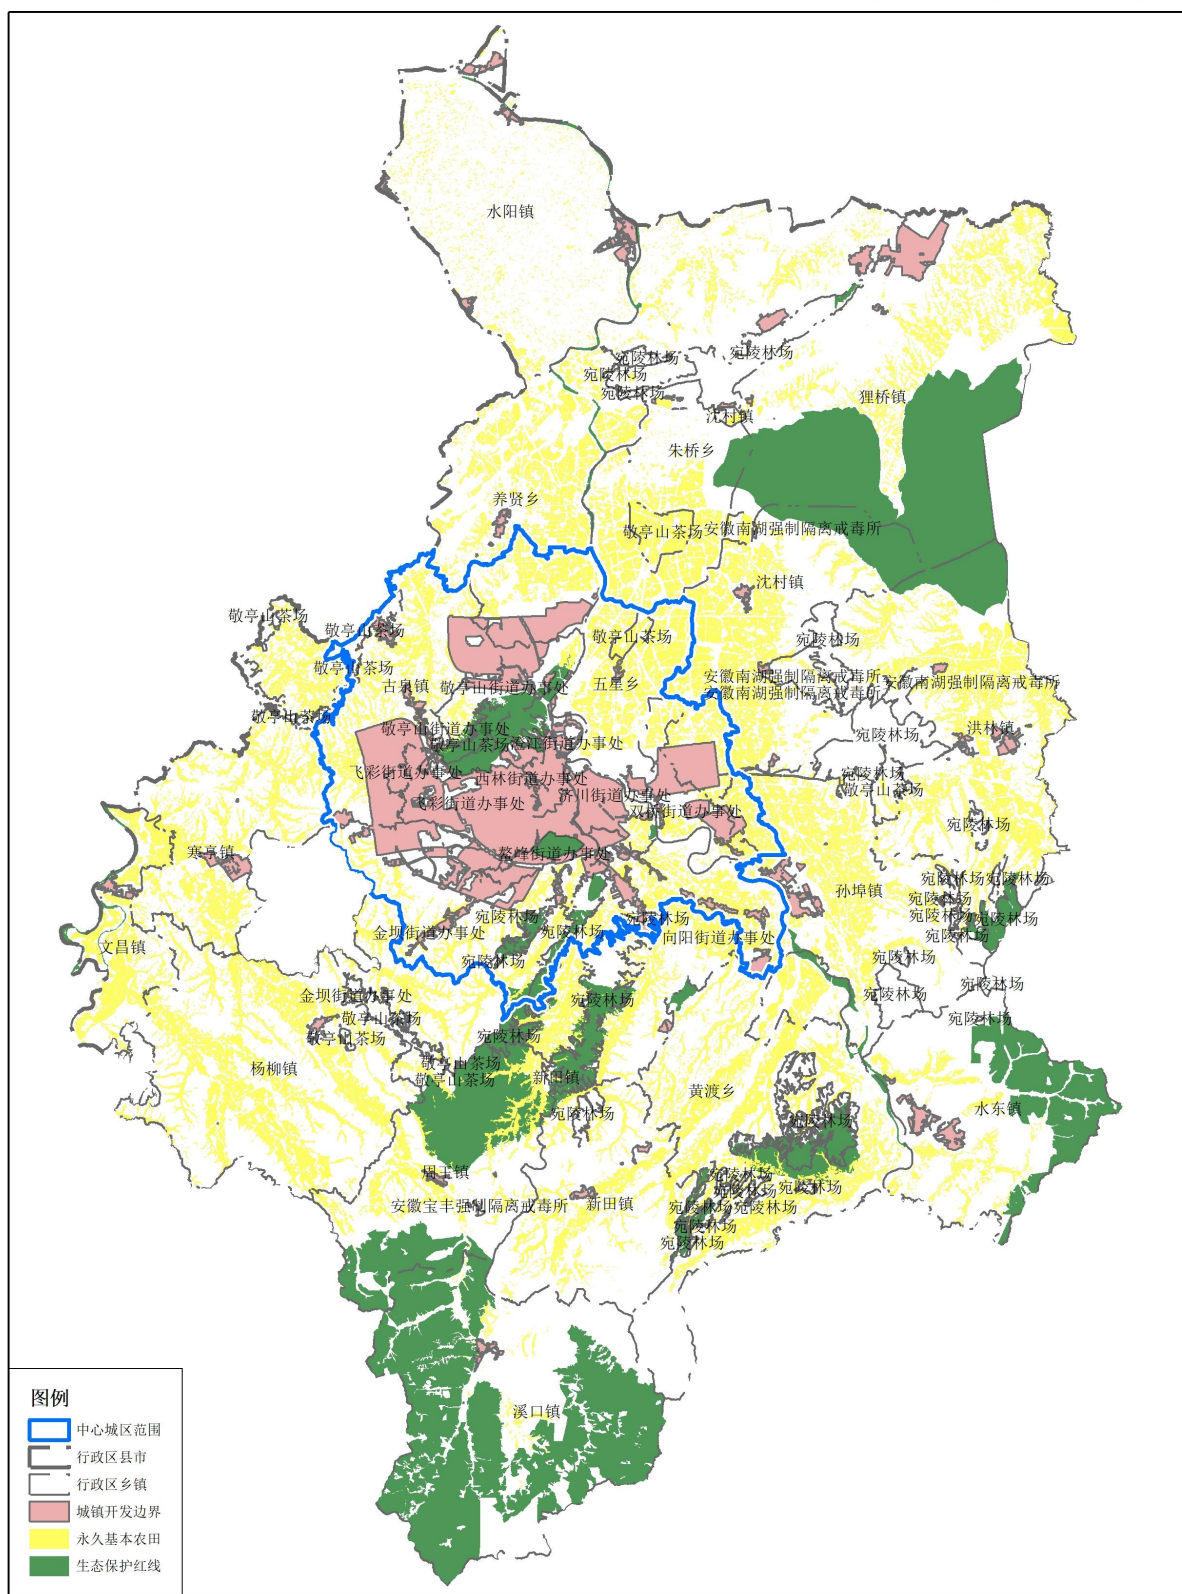 水阳镇
宛陵林场
宛陵林场
宛陵林场
宛陵林场
狸桥镇
沈村镇
朱桥乡
养贤乡
敬亭山茶场
安徽南湖强制隔离戒毒所
沈村镇
敬亭山茶场
敬亭山茶场
敬亭山茶场
宛陵林场
敬亭山茶场
安徽南湖强制隔离戒毒所
安徽南湖强制隔离戒毒所
古泉镇
敬亭山街道办事处
五星乡
安徽南湖强制隔离戒毒所
敬亭山茶场
敬亭山街道办事处
敬亭山茶场
澄江街道办事处
宛陵林场
洪林镇
飞彩街道办事处
西林街道办事处
宛陵林场
敬亭山茶场
飞彩街道办事处
济川街道办事处
双桥街道办事处
宛陵林场
寒亭镇
鳌峰街道办事处
孙埠镇
宛陵林场
宛陵林场
宛陵林场
宛陵林场
宛陵林场
宛陵林场
宛陵林场
宛陵林场
宛陵林场
金坝街道办事处
向阳街道办事处
文昌镇
宛陵林场
宛陵林场
宛陵林场
金坝街道办事处
宛陵林场
宛陵林场
敬亭山茶场
宛陵林场
敬亭山茶场
宛陵林场
杨柳镇
敬亭山茶场
敬亭山茶场
新田镇
黄渡乡
宛陵林场
宛陵林场
水东镇
周王镇
宛陵林场
宛陵林场
宛陵林场
安徽宝丰强制隔离戒毒所
新田镇
宛陵林场
宛陵林场
宛陵林场
宛陵林场
溪口镇
图例
中心城区范围
行政区县市
行政区乡镇
城镇开发边界
永久基本农田
生态保护红线